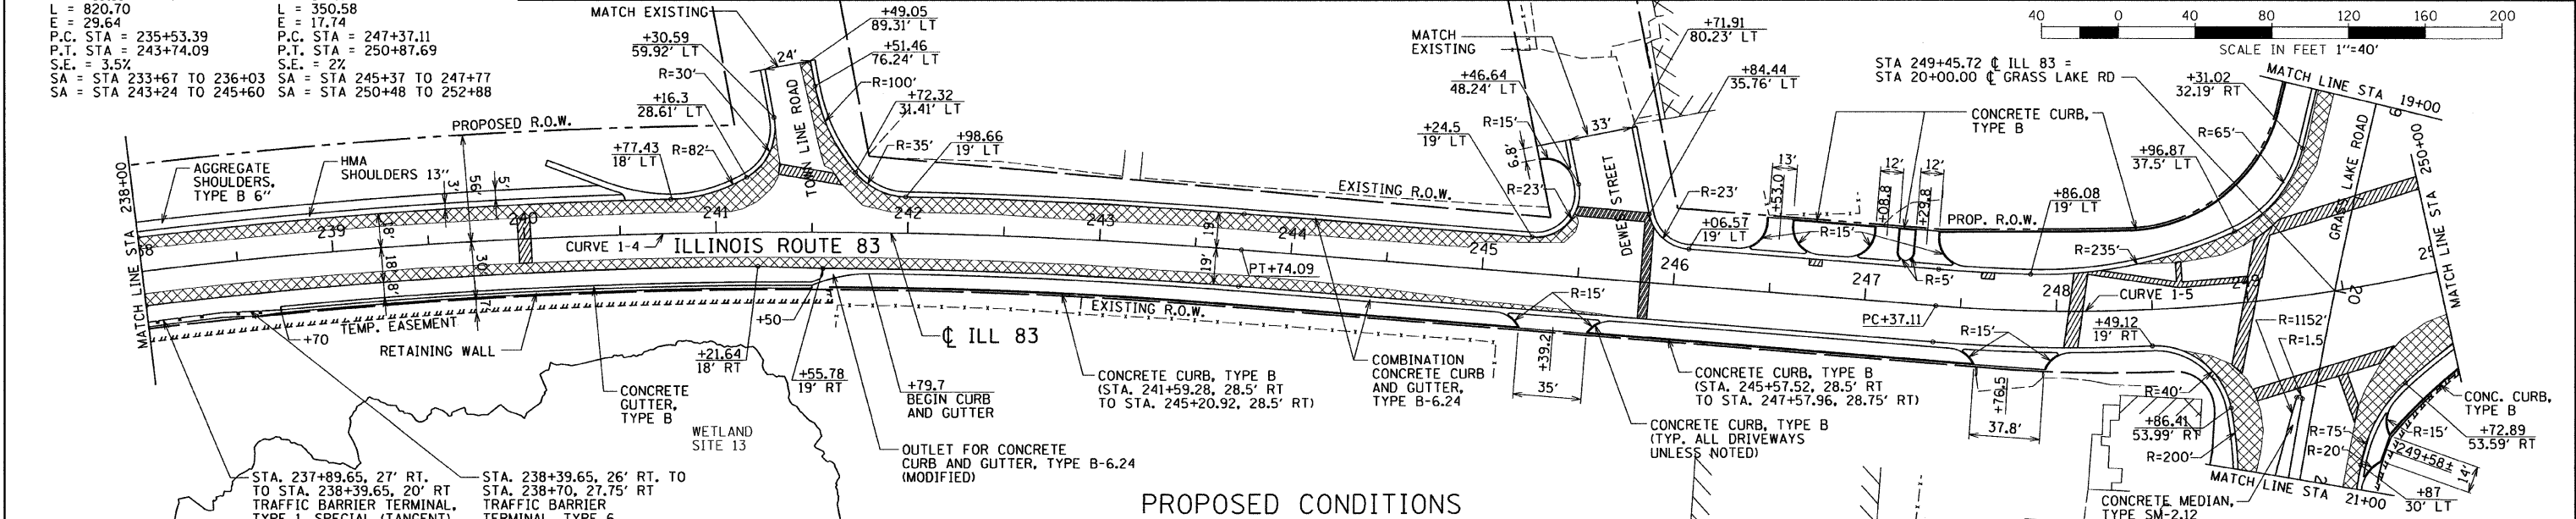 L = 820.70
E = 29.64
P.C. STA = 235+53.39
P.T. STA = 243+74.09
S.E. = 3.5%
SA = STA 233+67 TO 236+03
SA = STA 243+24 TO 245+60
L = 350.58
E = 17.74
P.C. STA = 247+37.11
P.T. STA = 250+87.69
S.E. = 2%
SA = STA 245+37 TO 247+77
SA = STA 250+48 TO 252+88
MATCH EXISTING
+30.59
59.92' LT
R=30'
+16.3
28.61' LT
+77.43
18' LT
R=82'
24'
TOWN LINE ROAD
+49.05
89.31' LT
+51.46
76.24' LT
R=100'
+72.32
31.41' LT
R=35'
+98.66
19' LT
PROPOSED R.O.W.
AGGREGATE
SHOULDERS,
TYPE B 6"
HMA
SHOULDERS 13"
3'
56'
5'
MATCH LINE STA 238+00
239
240
241
242
243
244
245
246
247
248
249
18'
18'
8'
30'
7'
CURVE 1-4
ILLINOIS ROUTE 83
19'
19'
PT+74.09
EXISTING R.O.W.
EXISTING R.O.W.
TEMP. EASEMENT
+70
RETAINING WALL
+50
+21.64
18' RT
+55.78
19' RT
+79.7
BEGIN CURB
AND GUTTER
℄ ILL 83
CONCRETE
GUTTER,
TYPE B
WETLAND
SITE 13
OUTLET FOR CONCRETE
CURB AND GUTTER, TYPE B-6.24
(MODIFIED)
CONCRETE CURB, TYPE B
(STA. 241+59.28, 28.5' RT
TO STA. 245+20.92, 28.5' RT)
COMBINATION
CONCRETE CURB
AND GUTTER,
TYPE B-6.24
STA. 237+89.65, 27' RT.
TO STA. 238+39.65, 20' RT
TRAFFIC BARRIER TERMINAL,
TYPE 1, SPECIAL (TANGENT)
STA. 238+39.65, 26' RT. TO
STA. 238+70, 27.75' RT
TRAFFIC BARRIER
TERMINAL, TYPE 6
MATCH
EXISTING
+46.64
48.24' LT
R=15'
+24.5
19' LT
6.8'
R=23'
33'
DEWEY STREET
+71.91
80.23' LT
+84.44
35.76' LT
R=23'
+06.57
19' LT
13'
+53.0
12'
+08.8
12'
+29.8
R=15'
R=5'
CONCRETE CURB,
TYPE B
PROP. R.O.W.
+86.08
19' LT
R=235'
PC+37.11
R=15'
+39.2
35'
R=15'
+76.5
37.8'
CONCRETE CURB, TYPE B
(STA. 245+57.52, 28.5' RT
TO STA. 247+57.96, 28.75' RT)
CONCRETE CURB, TYPE B
(TYP. ALL DRIVEWAYS
UNLESS NOTED)
40 0 40 80 120 160 200
SCALE IN FEET 1"=40'
STA 249+45.72 ℄ ILL 83 =
STA 20+00.00 ℄ GRASS LAKE RD
MATCH LINE STA 19+00
+31.02
32.19' RT
R=65'
+96.87
37.5' LT
GRASS LAKE ROAD
MATCH LINE STA 250+00
20
CURVE 1-5
+49.12
19' RT
R=1152'
R=1.5
R=40'
+86.41
53.99' RT
R=200'
R=75'
R=20'
R=15'
CONC. CURB,
TYPE B
+72.89
53.59' RT
249+58±
14'
+87
30' LT
MATCH LINE STA 21+00
CONCRETE MEDIAN,
TYPE SM-2.12
PROPOSED CONDITIONS